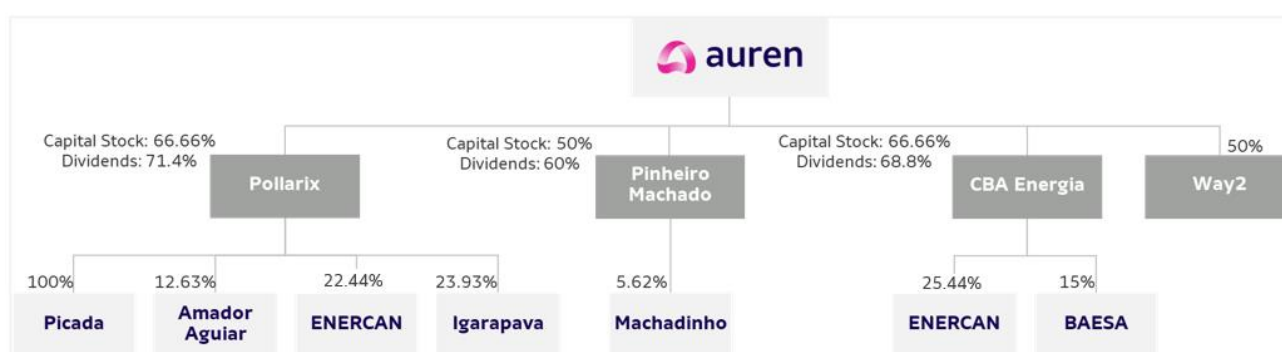 auren
Capital Stock: 66.66%
Dividends: 71.4%
Pollarix
Capital Stock: 50%
Dividends: 60%
Pinheiro
Machado
Capital Stock: 66.66%
Dividends: 68.8%
CBA Energia
50%
Way2
100%
Picada
12.63%
Amador
Aguiar
22.44%
ENERCAN
23.93%
Igarapava
5.62%
Machadinho
25.44%
ENERCAN
15%
BAESA